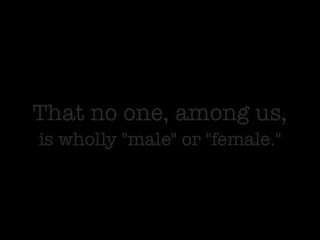 That no one, among us,
is wholly "male" or "female."